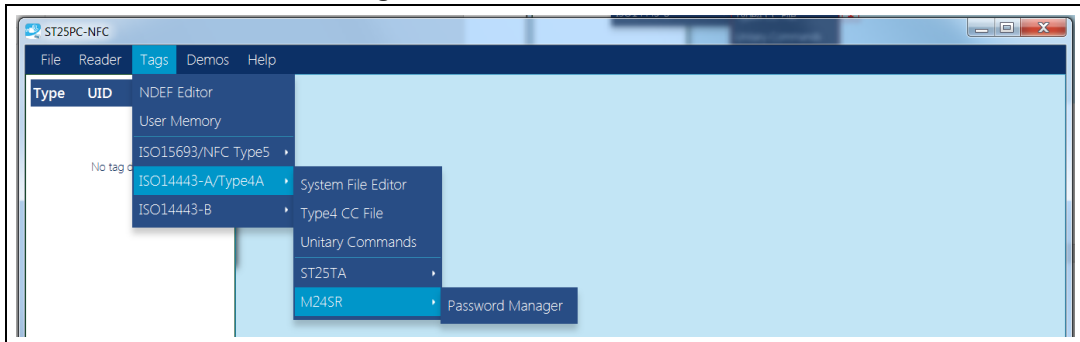 ST25PC-NFC
File Reader Tags Demos Help
Type UID
NDEF Editor
User Memory
No tag
ISO15693/NFC Type5
ISO14443-A/Type4A
ISO14443-B
System File Editor
Type4 CC File
Unitary Commands
ST25TA
M24SR
Password Manager